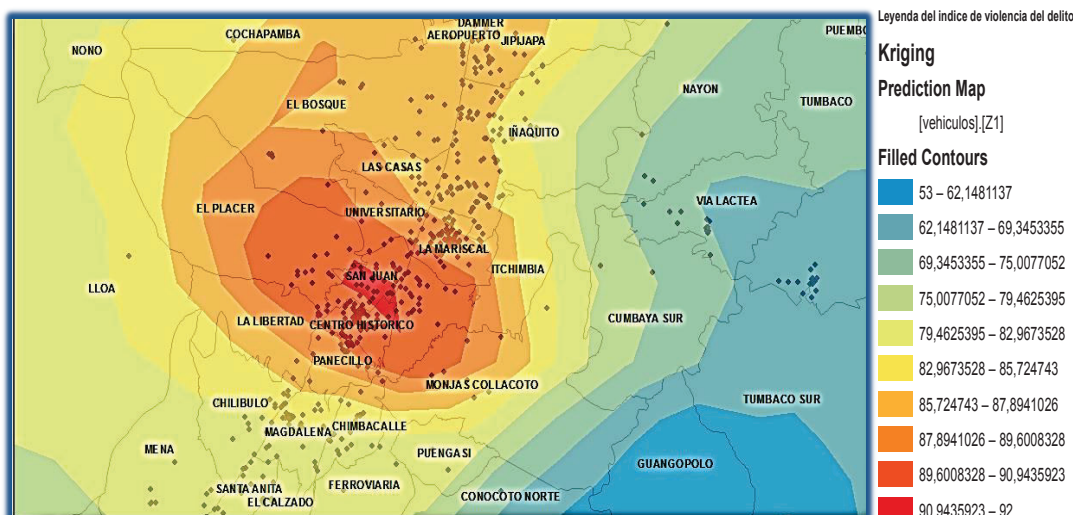 DAMMER
COCHAPAMBA
AEROPUERTO
JIPIJAPA
NONO
NAYON
TUMBACO
EL BOSQUE
IÑAQUITO
LAS CASAS
EL PLACER
UNIVERSITARIO
VIA LACTEA
LA MARISCAL
SAN JUAN
ITCHIMBIA
LLOA
LA LIBERTAD
CENTRO HISTORICO
CUMBAYA SUR
PANECILLO
MONJAS COLLACOTO
CHILIBULO
TUMBACO SUR
MAGDALENA
CHIMBACALLE
MENA
PUENGASI
GUANGOPOLO
SANTA ANITA
FERROVIARIA
EL CALZADO
CONOCOTO NORTE
Leyenda del indice de violencia del delito
Kriging
Prediction Map
[vehiculos].[Z1]
Filled Contours
53 – 62,1481137
62,1481137 – 69,3453355
69,3453355 – 75,0077052
75,0077052 – 79,4625395
79,4625395 – 82,9673528
82,9673528 – 85,724743
85,724743 – 87,8941026
87,8941026 – 89,6008328
89,6008328 – 90,9435923
90,9435923 – 92